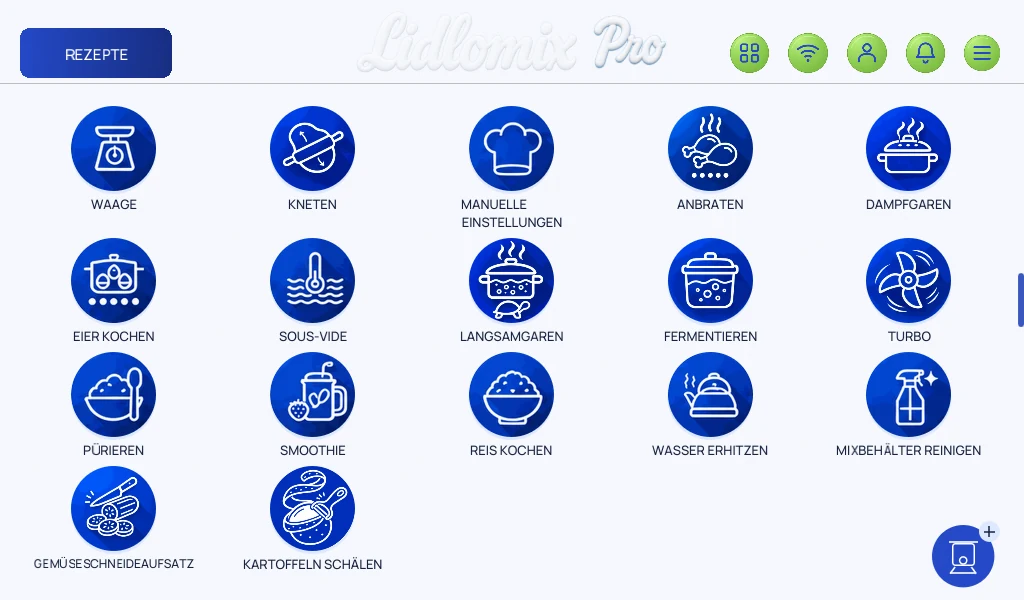 REZEPTE
Lidlomix Pro
WAAGE
KNETEN
MANUELLE
EINSTELLUNGEN
ANBRATEN
DAMPFGAREN
EIER KOCHEN
SOUS-VIDE
LANGSAMGAREN
FERMENTIEREN
TURBO
PÜRIEREN
SMOOTHIE
REIS KOCHEN
WASSER ERHITZEN
MIXBEHÄLTER REINIGEN
GEMÜSESCHNEIDEAUFSATZ
KARTOFFELN SCHÄLEN